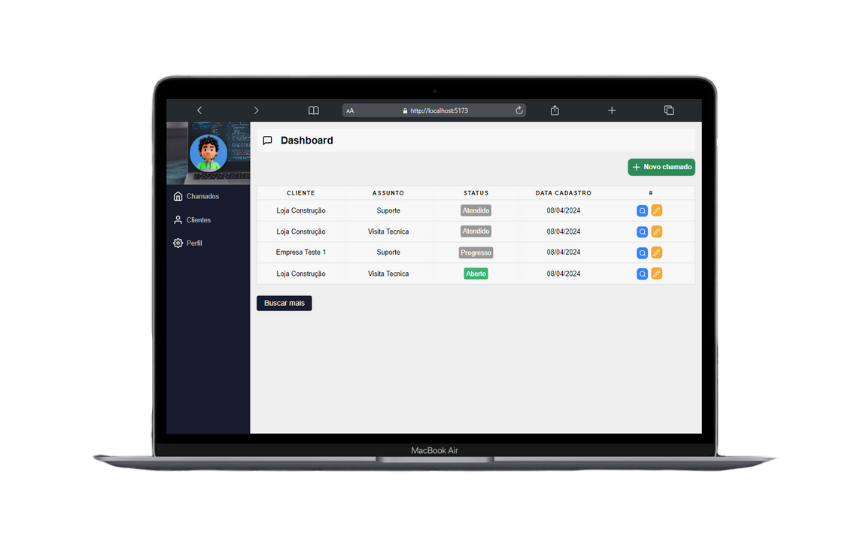 AA http://localhost:5173
Dashboard
+ Novo chamado
Chamados
Clientes
Perfil
CLIENTE ASSUNTO STATUS DATA CADASTRO #
Loja Construção Suporte Atendido 08/04/2024
Loja Construção Visita Tecnica Atendido 08/04/2024
Empresa Teste 1 Suporte Progresso 08/04/2024
Loja Construção Visita Tecnica Aberto 08/04/2024
Buscar mais
MacBook Air